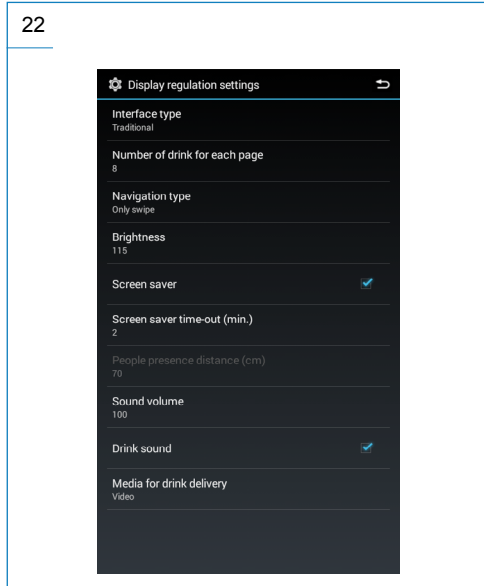 22
Display regulation settings
Interface type
Traditional
Number of drink for each page
8
Navigation type
Only swipe
Brightness
115
Screen saver
Screen saver time-out (min.)
2
People presence distance (cm)
70
Sound volume
100
Drink sound
Media for drink delivery
Video